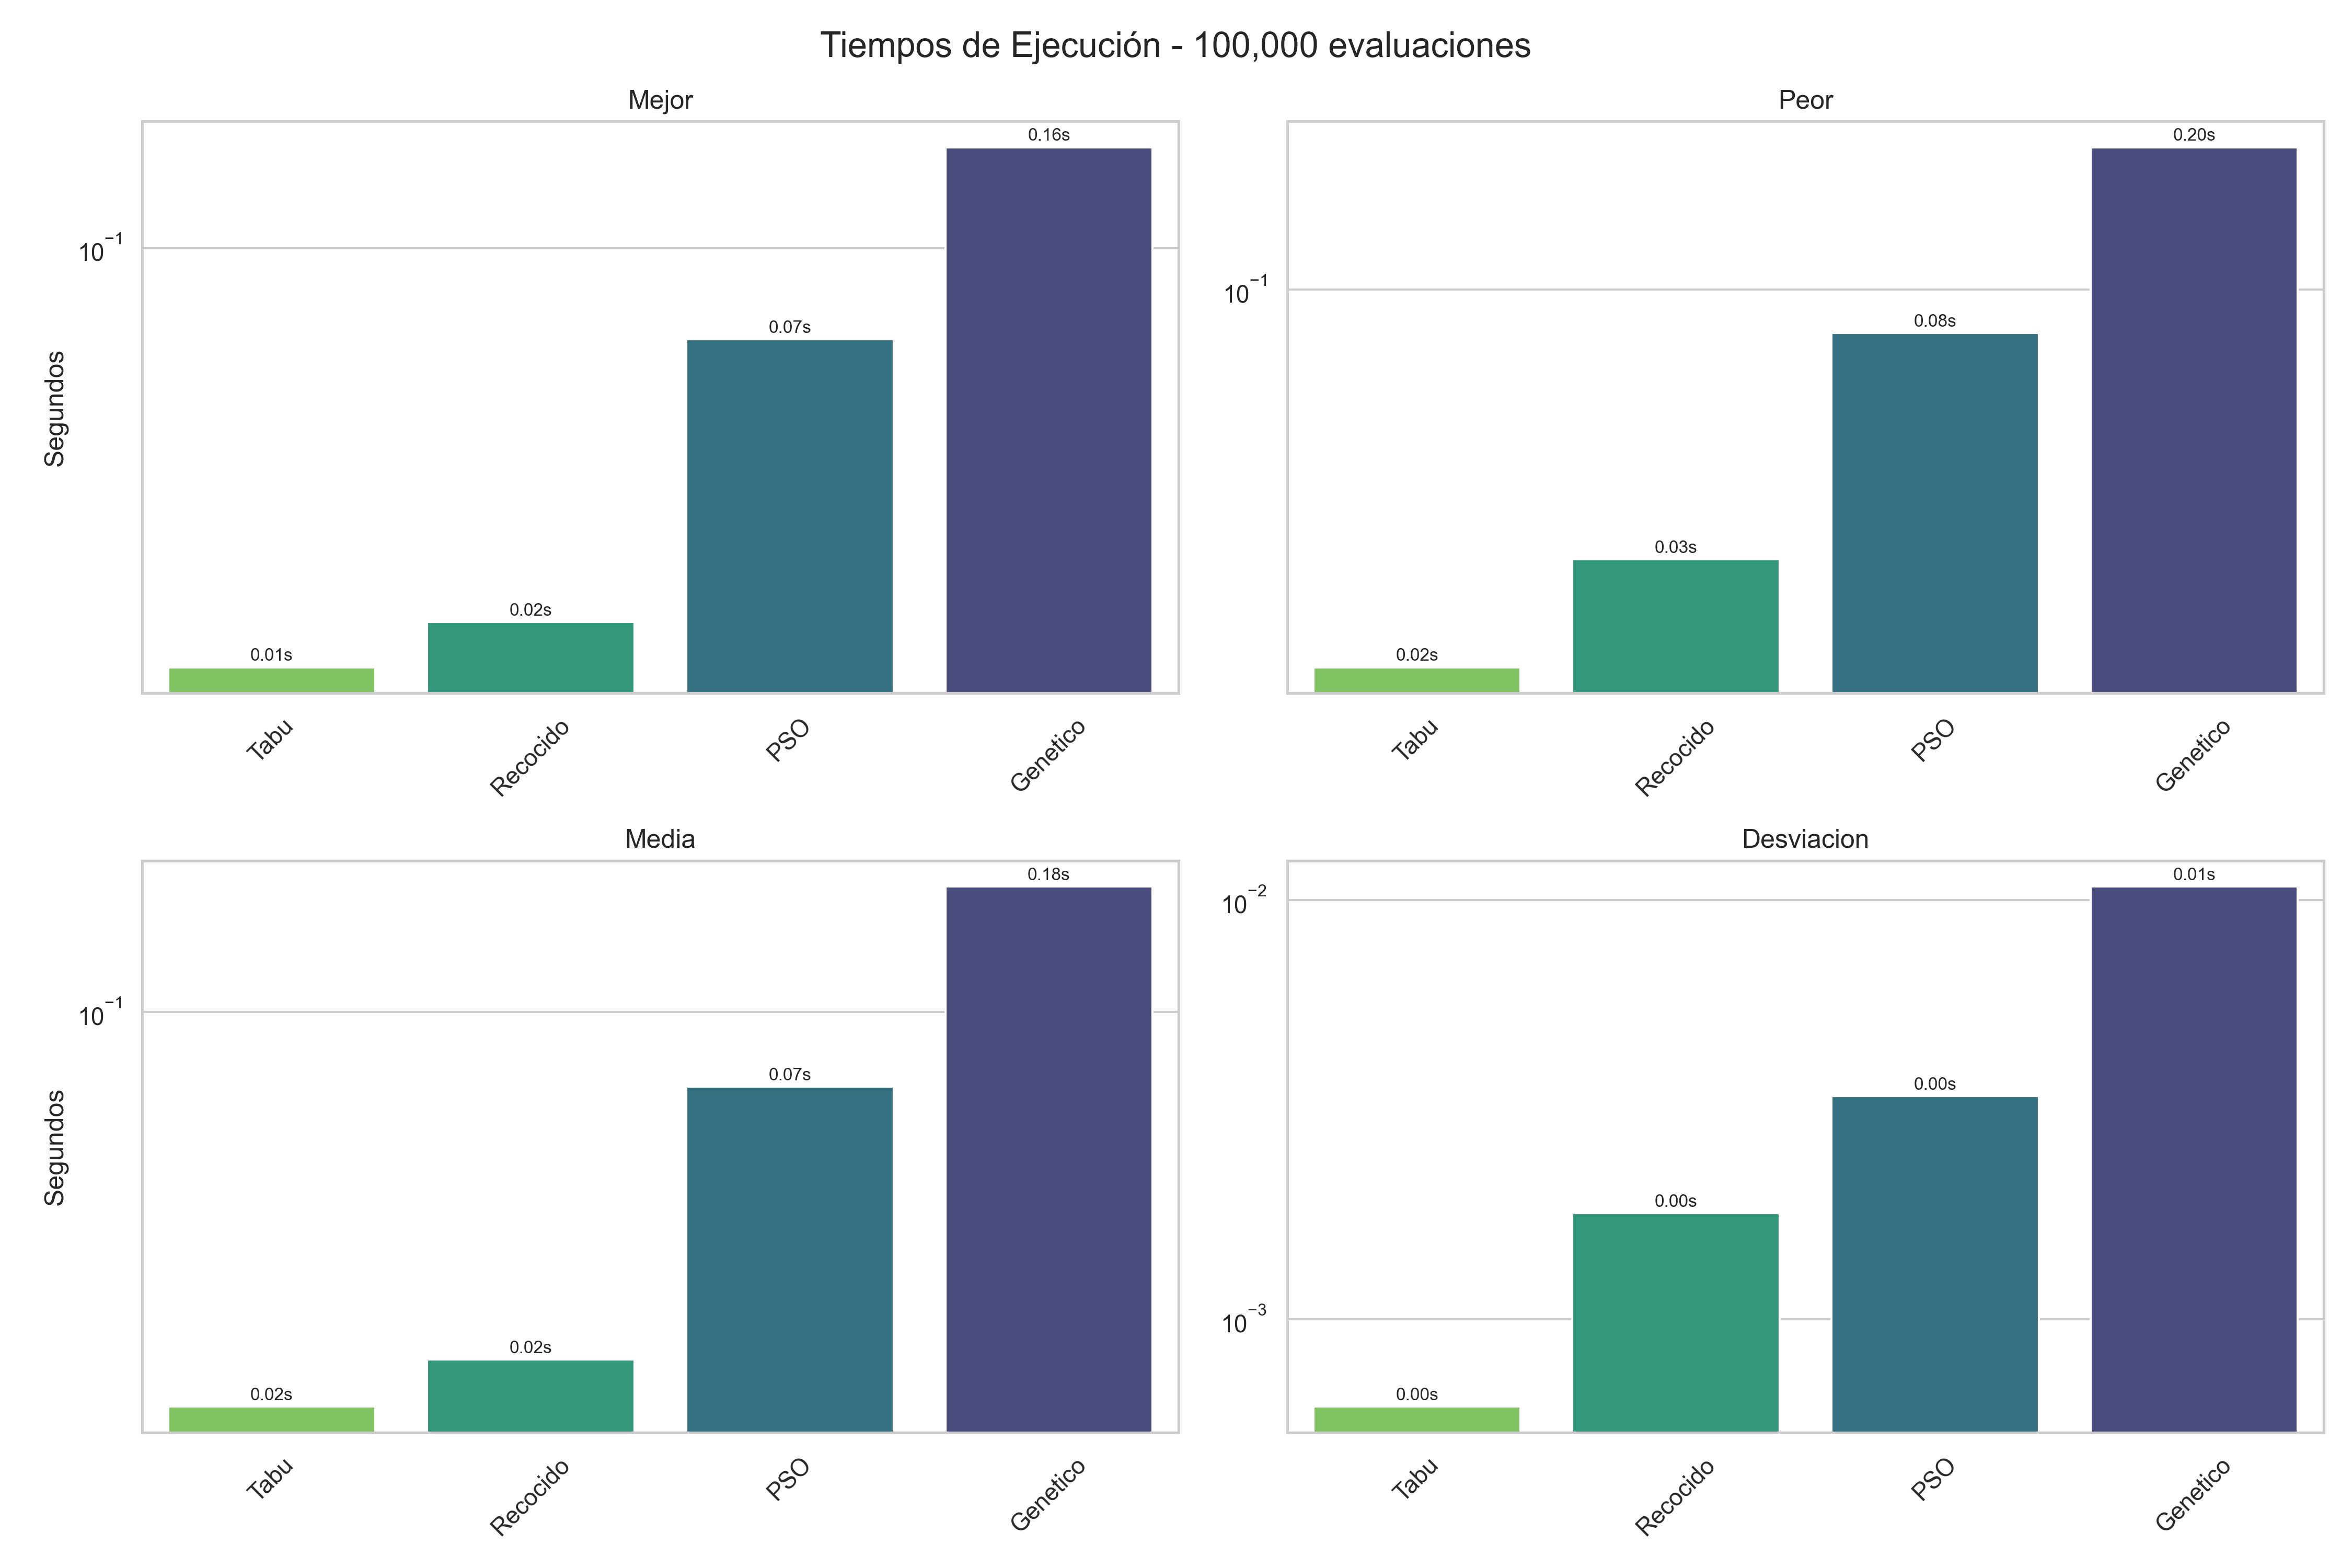 Tiempos de Ejecución - 100,000 evaluaciones
Mejor
Segundos
10⁻¹
0.01s
0.02s
0.07s
0.16s
Tabu
Recocido
PSO
Genetico
Peor
10⁻¹
0.02s
0.03s
0.08s
0.20s
Tabu
Recocido
PSO
Genetico
Media
Segundos
10⁻¹
0.02s
0.02s
0.07s
0.18s
Tabu
Recocido
PSO
Genetico
Desviacion
10⁻²
10⁻³
0.00s
0.00s
0.00s
0.01s
Tabu
Recocido
PSO
Genetico